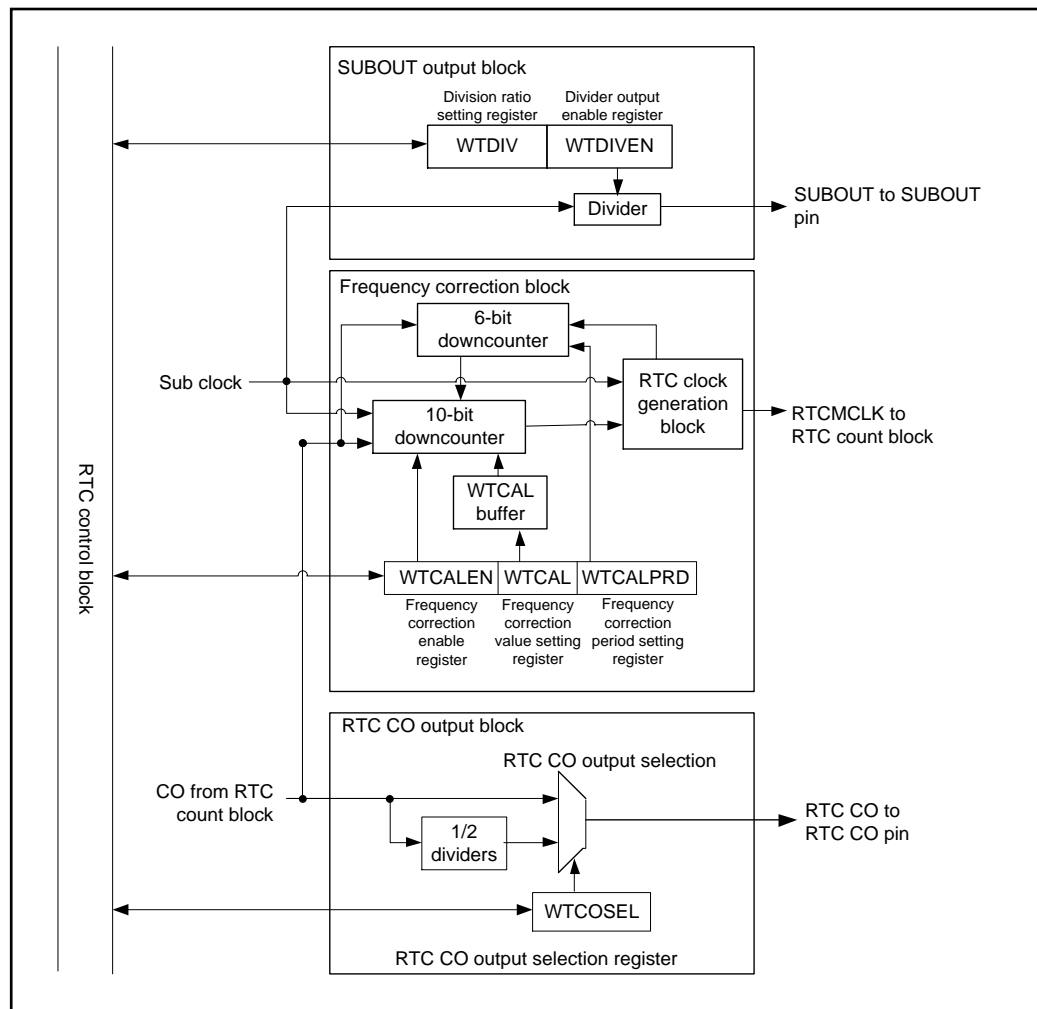 SUBOUT output block
Division ratio
setting register
Divider output
enable register
WTDIV
WTDIVEN
Divider
SUBOUT to SUBOUT
pin
Frequency correction block
6-bit
downcounter
Sub clock
10-bit
downcounter
RTC clock
generation
block
RTCMCLK to
RTC count block
WTCAL
buffer
RTC control block
WTCALEN
WTCAL
WTCALPRD
Frequency
correction
enable
register
Frequency
correction
value setting
register
Frequency
correction
period setting
register
RTC CO output block
RTC CO output selection
CO from RTC
count block
1/2
dividers
RTC CO to
RTC CO pin
WTCOSEL
RTC CO output selection register